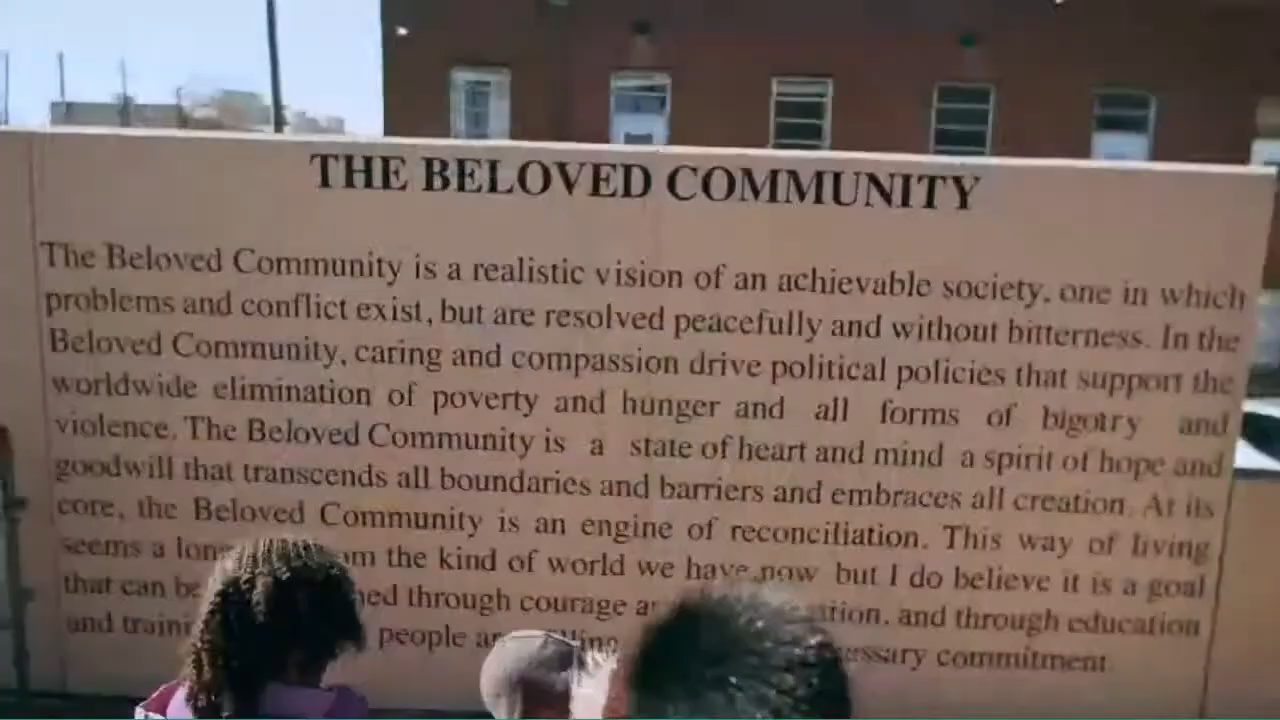 THE BELOVED COMMUNITY
The Beloved Community is a realistic vision of an achievable society, one in which
problems and conflict exist, but are resolved peacefully and without bitterness. In the
Beloved Community, caring and compassion drive political policies that support the
worldwide elimination of poverty and hunger and all forms of bigotry and
violence. The Beloved Community is a state of heart and mind a spirit of hope and
goodwill that transcends all boundaries and barriers and embraces all creation. At its
core, the Beloved Community is an engine of reconciliation. This way of living
seems a the kind of world we have now but I do believe it is a goal
that can be through courage and through education
and people commitment.